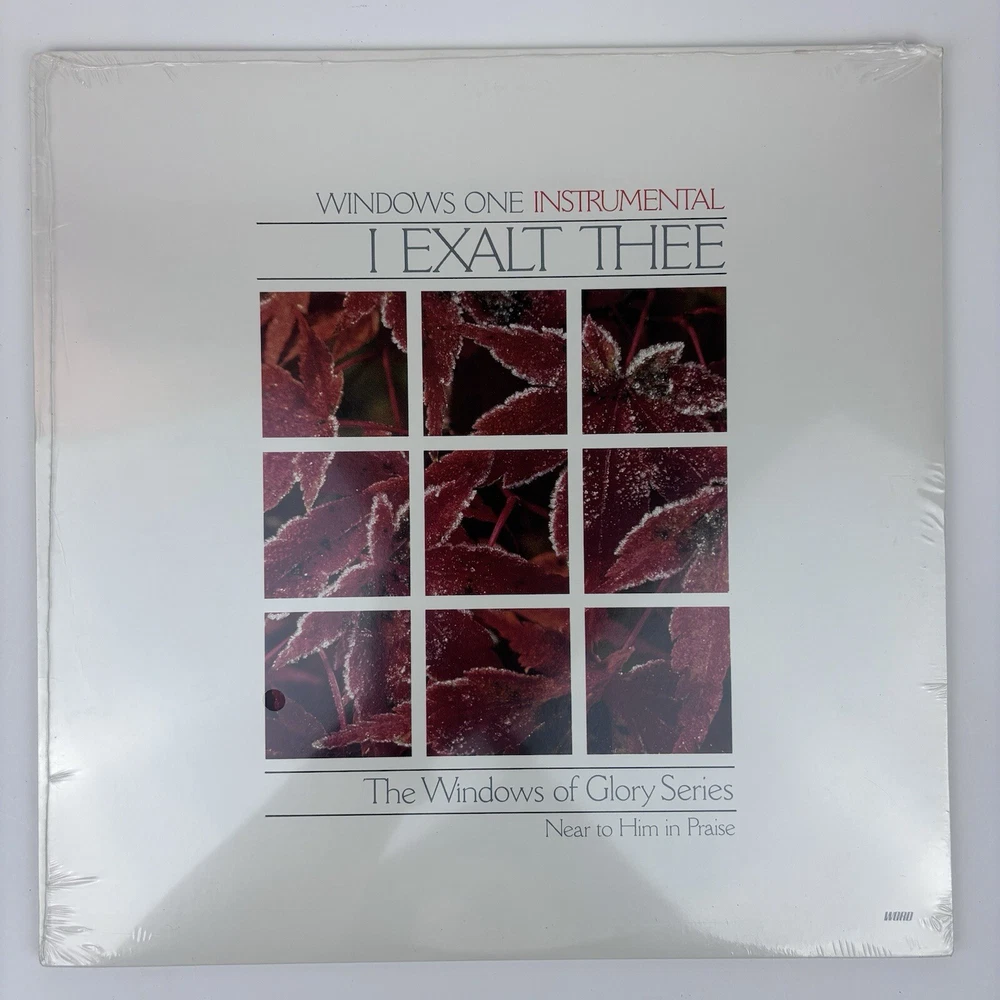 WINDOWS ONE INSTRUMENTAL
I EXALT THEE
The Windows of Glory Series
Near to Him in Praise
WORD